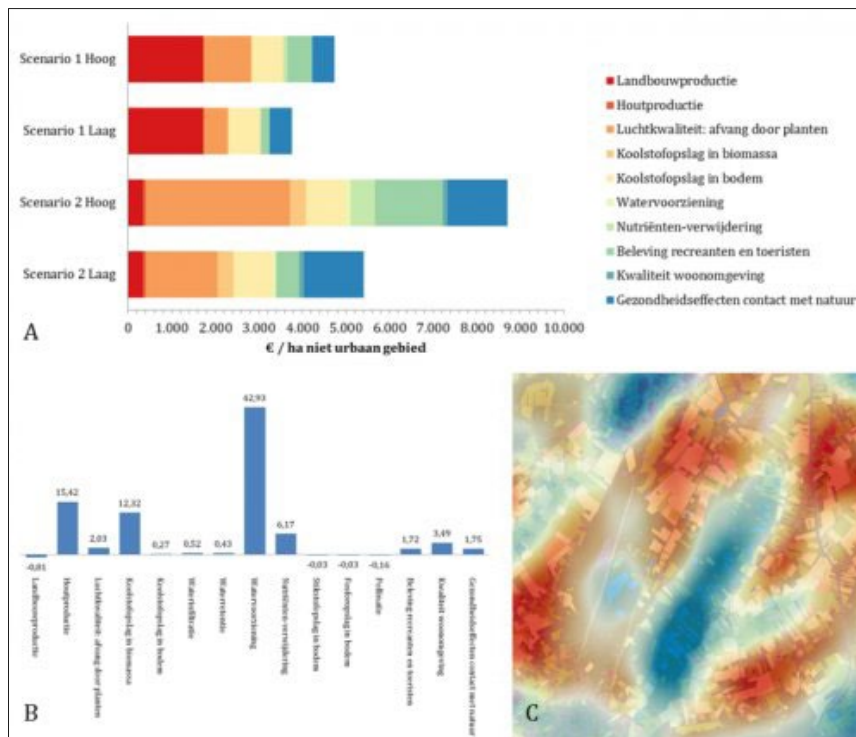 Scenario 1 Hoog
Scenario 1 Laag
Scenario 2 Hoog
Scenario 2 Laag
0 1.000 2.000 3.000 4.000 5.000 6.000 7.000 8.000 9.000 10.000
€ / ha niet urbaan gebied
A
Landbouwproductie
Houtproductie
Luchtkwaliteit: afvang door planten
Koolstofopslag in biomassa
Koolstofopslag in bodem
Watervoorziening
Nutriënten-verwijdering
Beleving recreanten en toeristen
Kwaliteit woonomgeving
Gezondheidseffecten contact met natuur
-0,81
15,42
2,03
12,32
0,27
0,52
0,43
42,93
6,17
-0,03
-0,03
-0,16
1,72
3,49
1,75
Landbouwproductie
Houtproductie
Luchtkwaliteit: afvang door planten
Koolstofopslag in biomassa
Koolstofopslag in bodem
Waterinfiltratie
Waterretentie
Watervoorziening
Nutriënten-verwijdering
Stikstofopslag in bodem
Fosforopslag in bodem
Pollinatie
Beleving recreanten en toeristen
Kwaliteit woonomgeving
Gezondheidseffecten contact met natuur
B
C